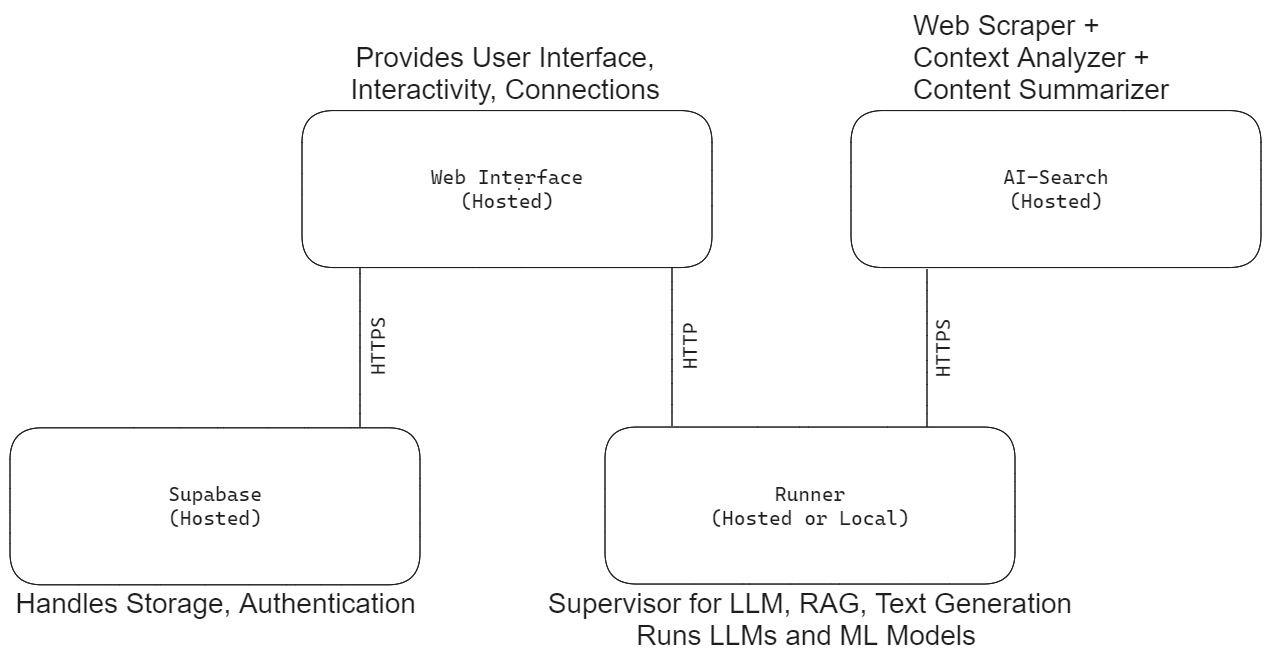 Provides User Interface,
Interactivity, Connections
Web Scraper +
Context Analyzer +
Content Summarizer
Web Interface
(Hosted)
AI-Search
(Hosted)
HTTPS
HTTP
HTTPS
Supabase
(Hosted)
Runner
(Hosted or Local)
Handles Storage, Authentication
Supervisor for LLM, RAG, Text Generation
Runs LLMs and ML Models